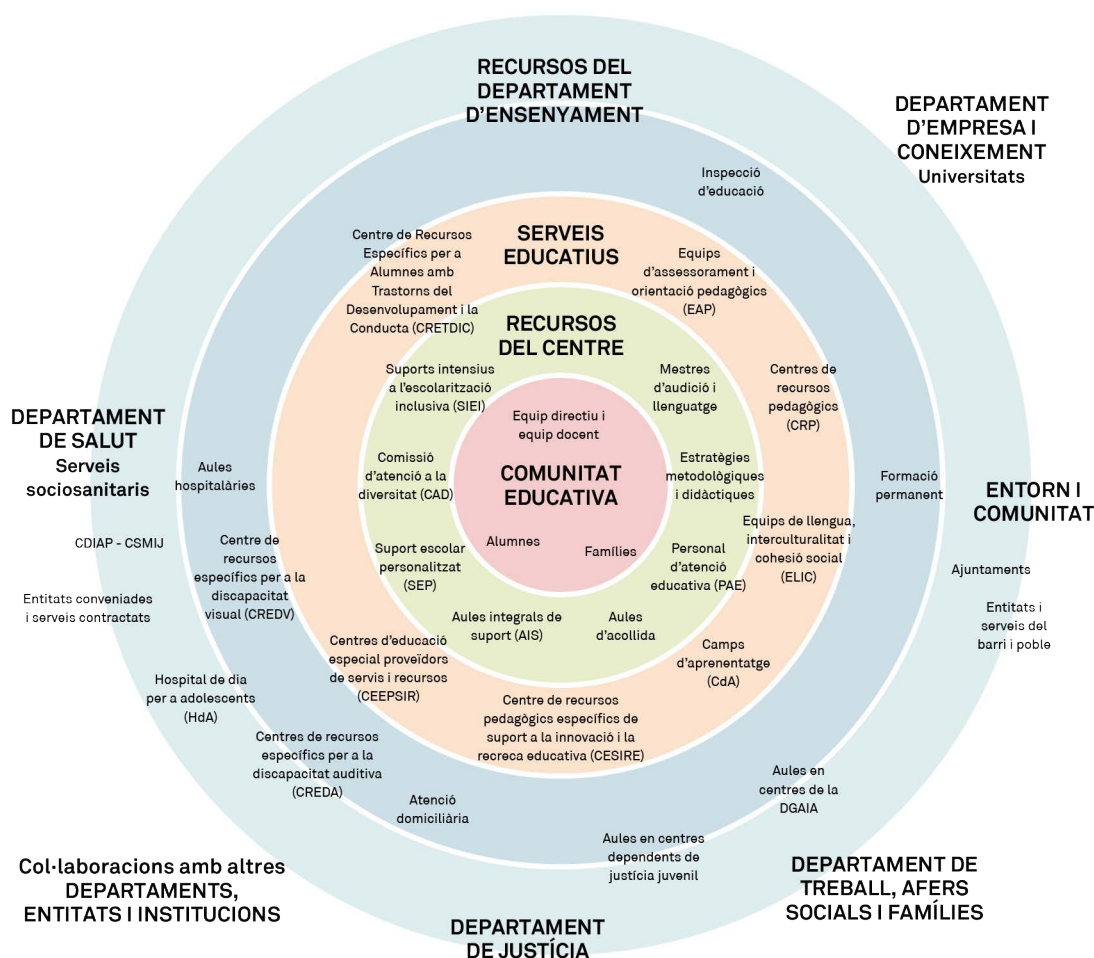 RECURSOS DEL
DEPARTAMENT
D'ENSENYAMENT
DEPARTAMENT
D'EMPRESA I
CONEIXEMENT
Universitats
Inspecció
d'educació
SERVEIS
EDUCATIUS
Centre de Recursos
Específics per a
Alumnes amb
Trastorns del
Desenvolupament i la
Conducta (CRETDIC)
Equips
d'assessorament i
orientació pedagògics
(EAP)
RECURSOS
DEL CENTRE
Suports intensius
a l'escolarització
inclusiva (SIEI)
Mestres
d'audició i
llenguatge
Centres de
recursos
pedagògics
(CRP)
Equip directiu i
equip docent
DEPARTAMENT
DE SALUT
Serveis
sociosanitaris
Aules
hospitalàries
Comissió
d'atenció a la
diversitat (CAD)
COMUNITAT
EDUCATIVA
Estratègies
metodològiques
i didàctiques
Formació
permanent
ENTORN I
COMUNITAT
CDIAP - CSMIJ
Centre de
recursos
específics per a la
discapacitat
visual (CREDV)
Suport escolar
personalitzat
(SEP)
Alumnes
Famílies
Personal
d'atenció
educativa (PAE)
Equips de llengua,
interculturalitat i
cohesió social
(ELIC)
Ajuntaments
Entitats conveniades
i serveis contractats
Entitats i
serveis del
barri i poble
Aules integrals de
suport (AIS)
Aules
d'acollida
Centres d'educació
especial proveïdors
de servis i recursos
(CEEPSIR)
Camps
d'aprenentatge
(CdA)
Hospital de dia
per a adolescents
(HdA)
Centre de recursos
pedagògics específics de
suport a la innovació i la
recreca educativa (CESIRE)
Centres de recursos
específics per a la
discapacitat auditiva
(CREDA)
Atenció
domiciliària
Aules en
centres de la
DGAIA
Aules en centres
dependents de
justícia juvenil
Col·laboracions amb altres
DEPARTAMENTS,
ENTITATS I INSTITUCIONS
DEPARTAMENT DE
TREBALL, AFERS
SOCIALS I FAMÍLIES
DEPARTAMENT
DE JUSTÍCIA